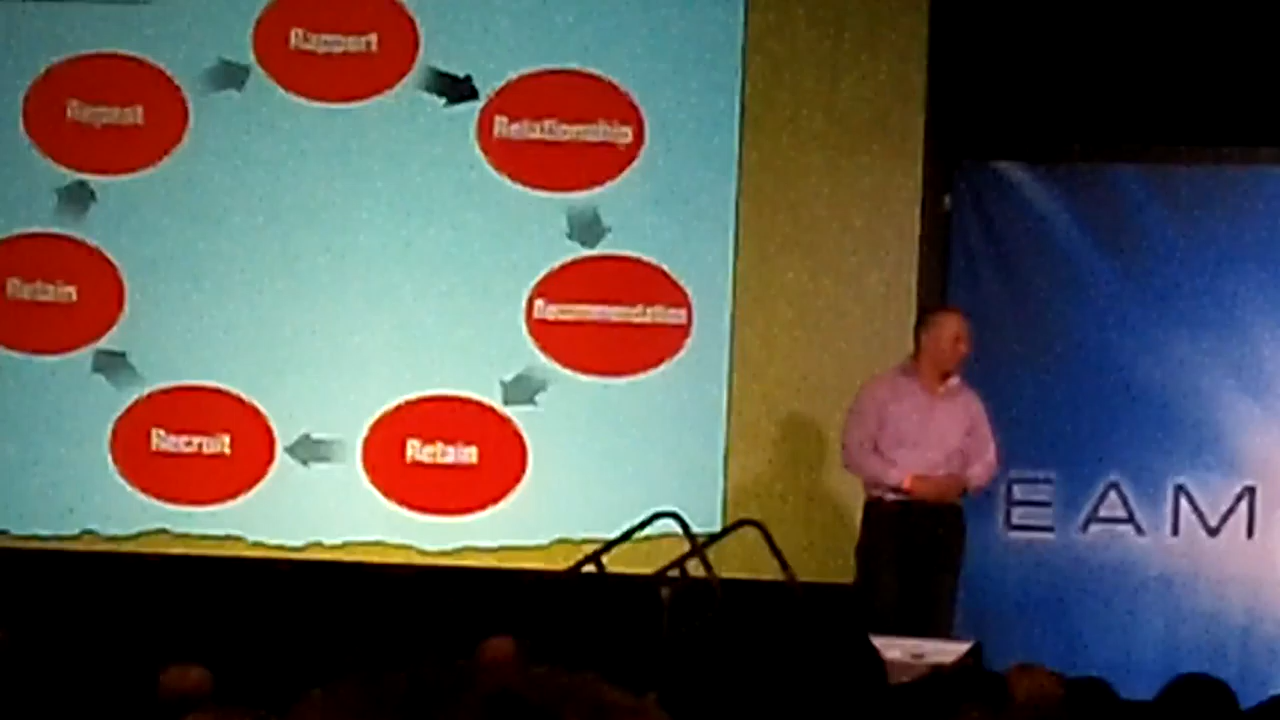 Rapport
Relationship
Recommendation
Retain
Recruit
Retain
Repeat
EAM